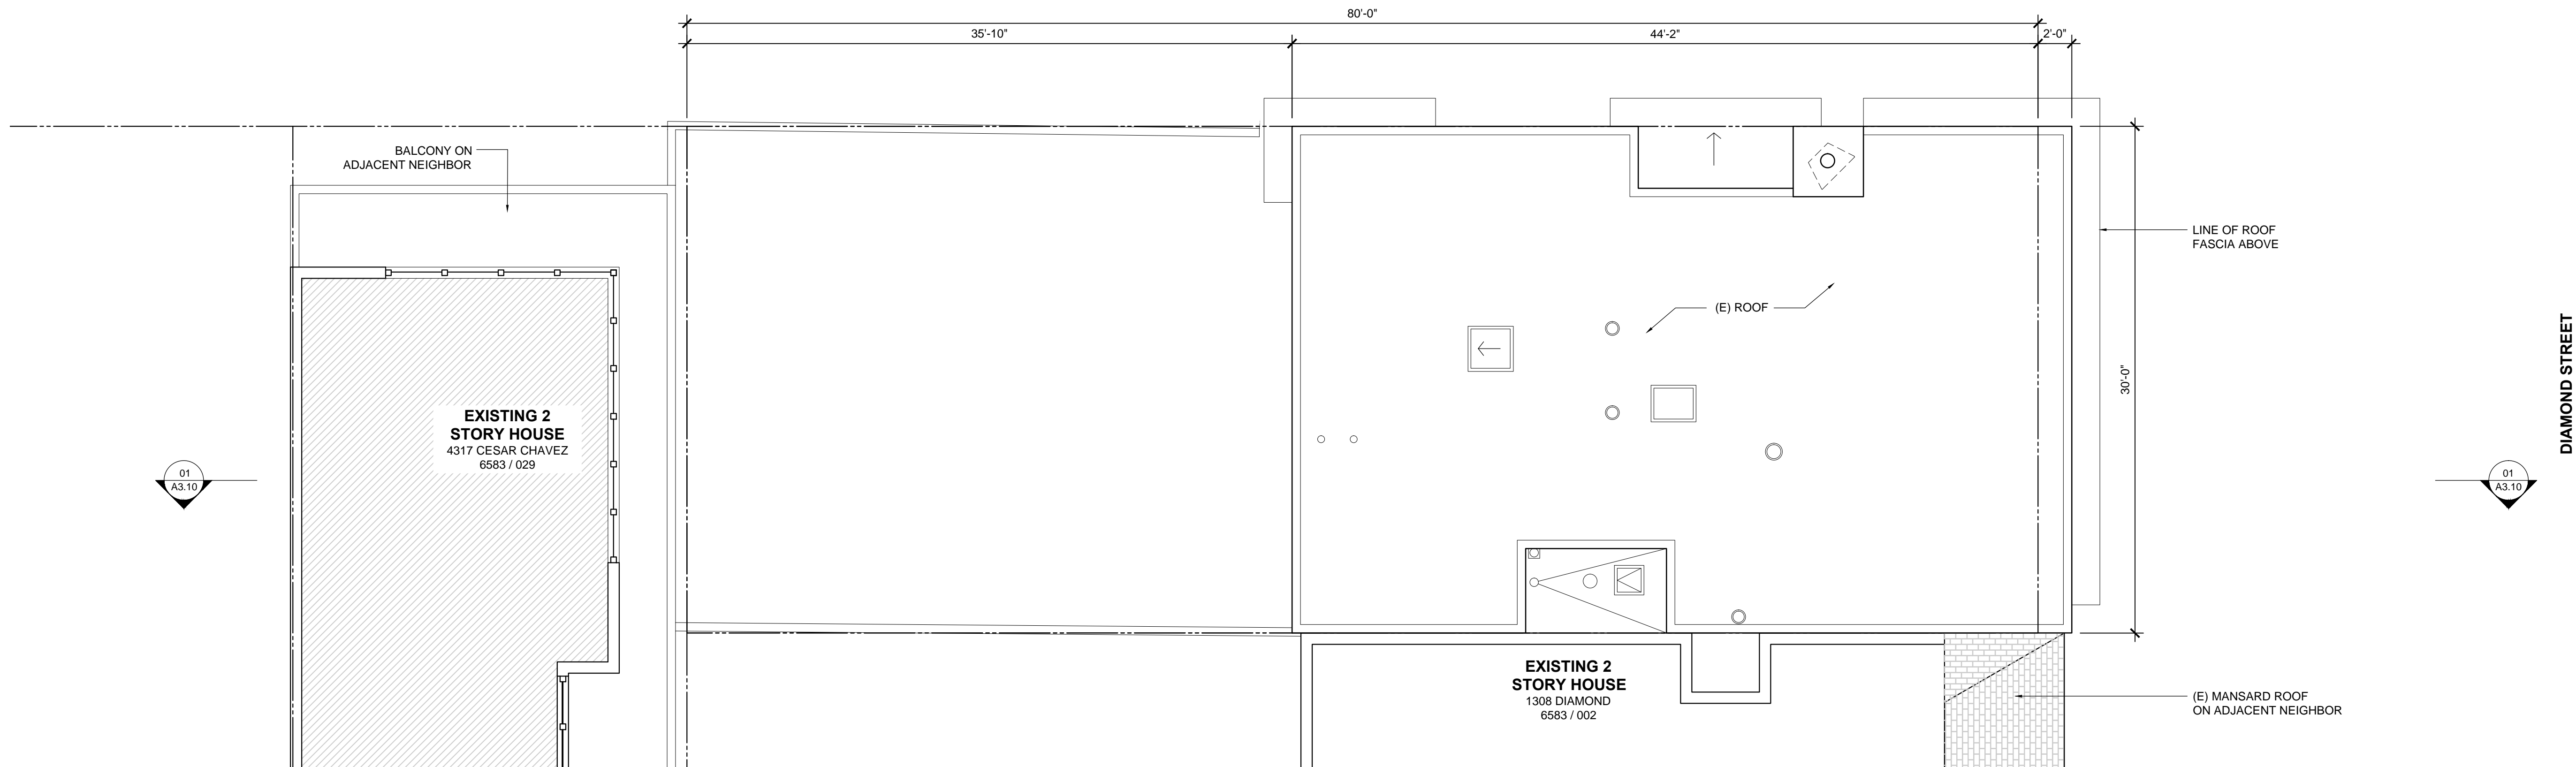 80'-0"
35'-10"
44'-2"
2'-0"
BALCONY ON
ADJACENT NEIGHBOR
LINE OF ROOF
FASCIA ABOVE
(E) ROOF
DIAMOND STREET
30'-0"
EXISTING 2
STORY HOUSE
4317 CESAR CHAVEZ
6583 / 029
01
A3.10
01
A3.10
EXISTING 2
STORY HOUSE
1308 DIAMOND
6583 / 002
(E) MANSARD ROOF
ON ADJACENT NEIGHBOR